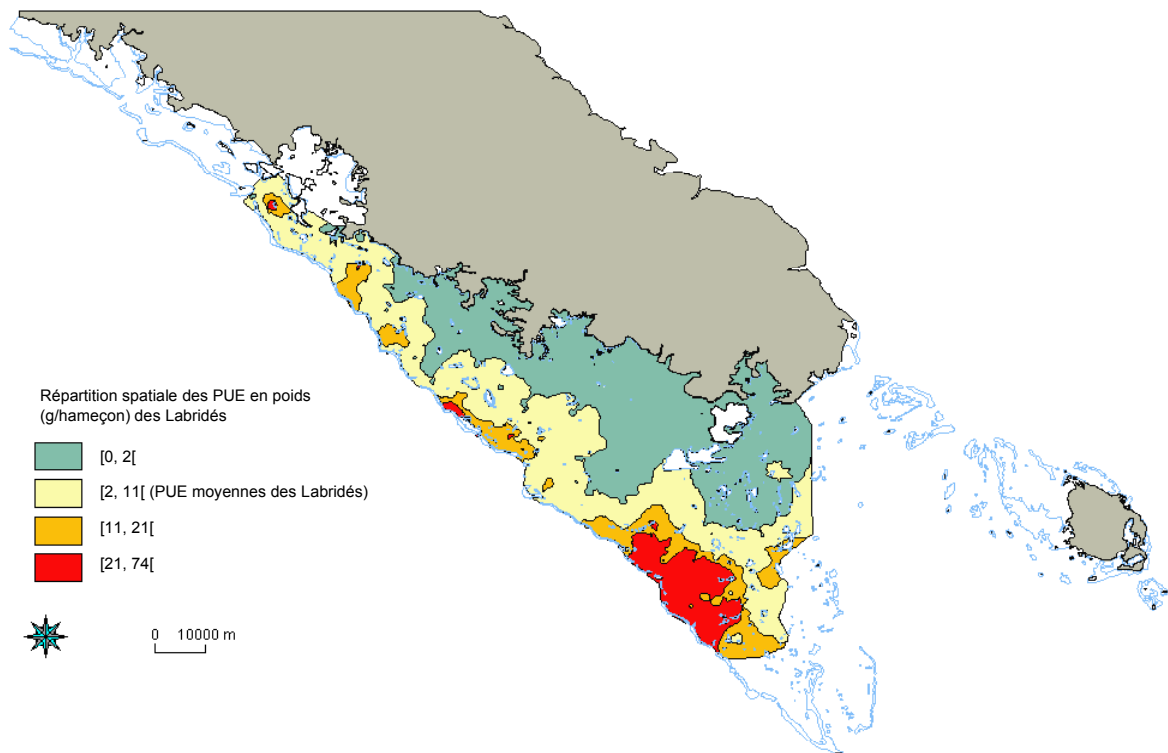 Répartition spatiale des PUE en poids
(g/hameçon) des Labridés
[0, 2[
[2, 11[ (PUE moyennes des Labridés)
[11, 21[
[21, 74[
0 10000 m